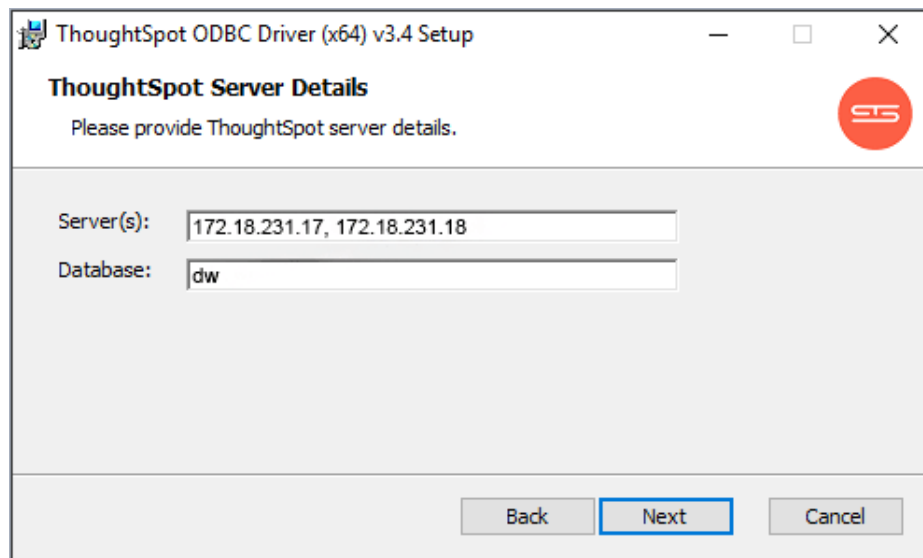 ThoughtSpot ODBC Driver (x64) v3.4 Setup
ThoughtSpot Server Details
Please provide ThoughtSpot server details.
Server(s): 172.18.231.17, 172.18.231.18
Database: dw
Back Next Cancel